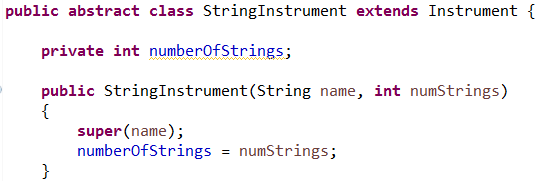 public abstract class StringInstrument extends Instrument {
private int numberOfStrings;
public StringInstrument(String name, int numStrings)
{
super(name);
numberOfStrings = numStrings;
}